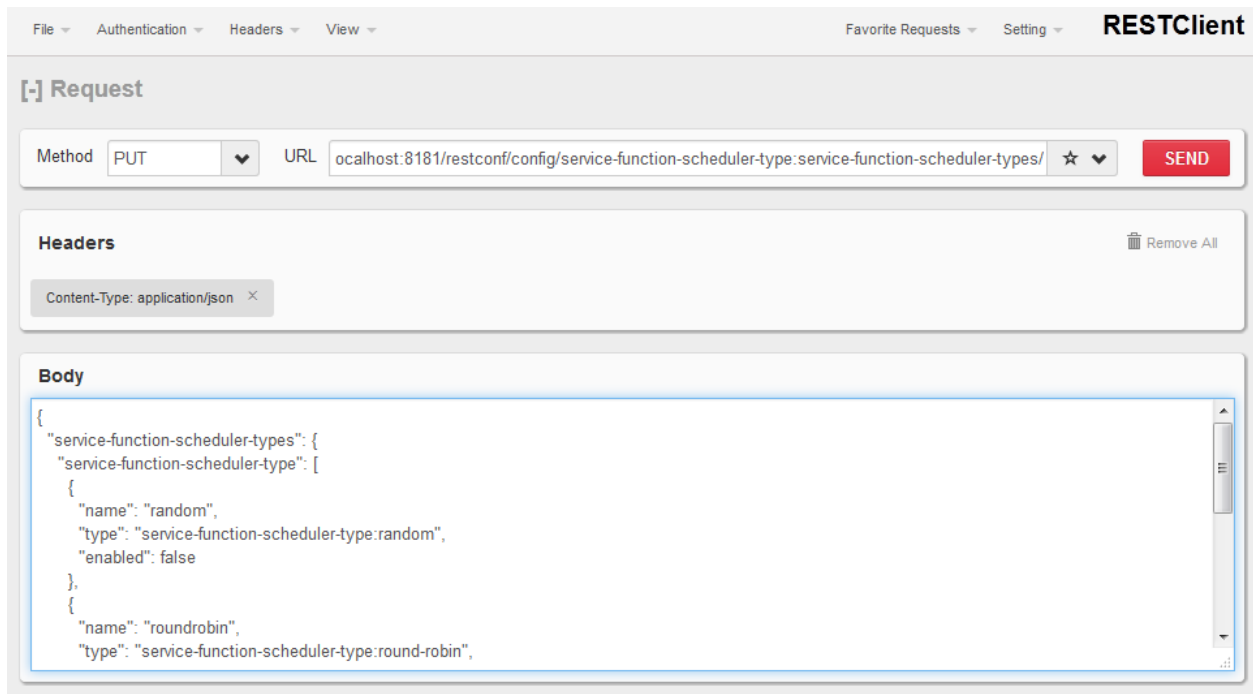 File Authentication Headers View Favorite Requests Setting RESTClient
[-] Request
Method PUT URL ocalhost:8181/restconf/config/service-function-scheduler-type:service-function-scheduler-types/ SEND
Headers Remove All
Content-Type: application/json ×
Body
{
"service-function-scheduler-types": {
"service-function-scheduler-type": [
{
"name": "random",
"type": "service-function-scheduler-type:random",
"enabled": false
},
{
"name": "roundrobin",
"type": "service-function-scheduler-type:round-robin",